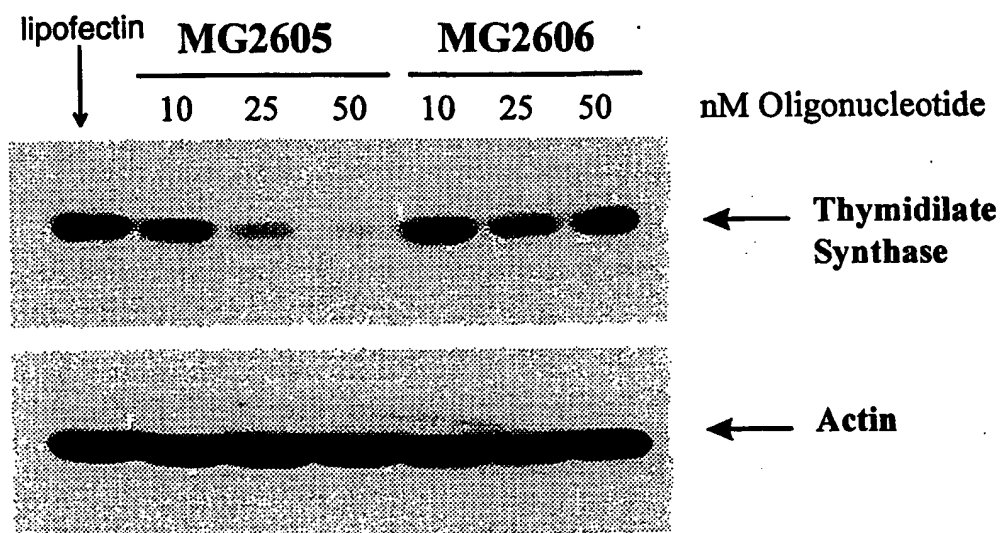 lipofectin
MG2605 MG2606
10 25 50 10 25 50 nM Oligonucleotide
Thymidilate
Synthase
Actin